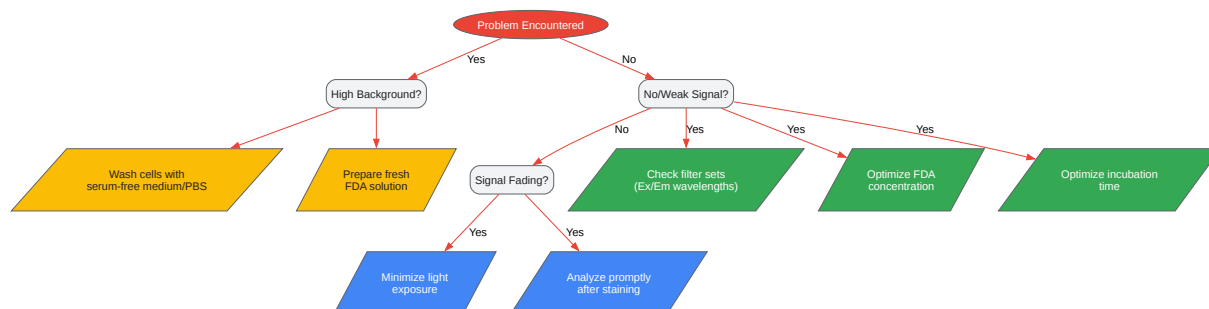 Problem Encountered
Yes
No
High Background?
No/Weak Signal?
No
Yes
Yes
Yes
Wash cells with
serum-free medium/PBS
Prepare fresh
FDA solution
Signal Fading?
Check filter sets
(Ex/Em wavelengths)
Optimize FDA
concentration
Optimize incubation
time
Yes
Yes
Minimize light
exposure
Analyze promptly
after staining